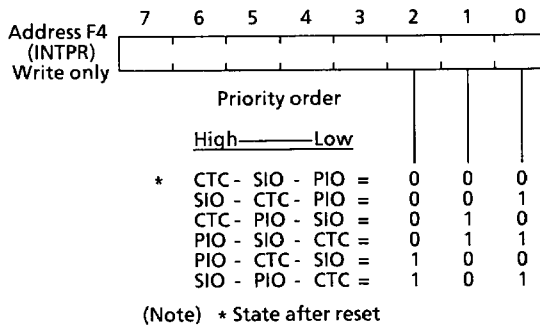 7 6 5 4 3 2 1 0
Address F4
(INTPR)
Write only
Priority order
High———Low
* CTC - SIO - PIO = 0 0 0
SIO - CTC - PIO = 0 0 1
CTC - PIO - SIO = 0 1 0
PIO - SIO - CTC = 0 1 1
PIO - CTC - SIO = 1 0 0
SIO - PIO - CTC = 1 0 1
(Note) * State after reset